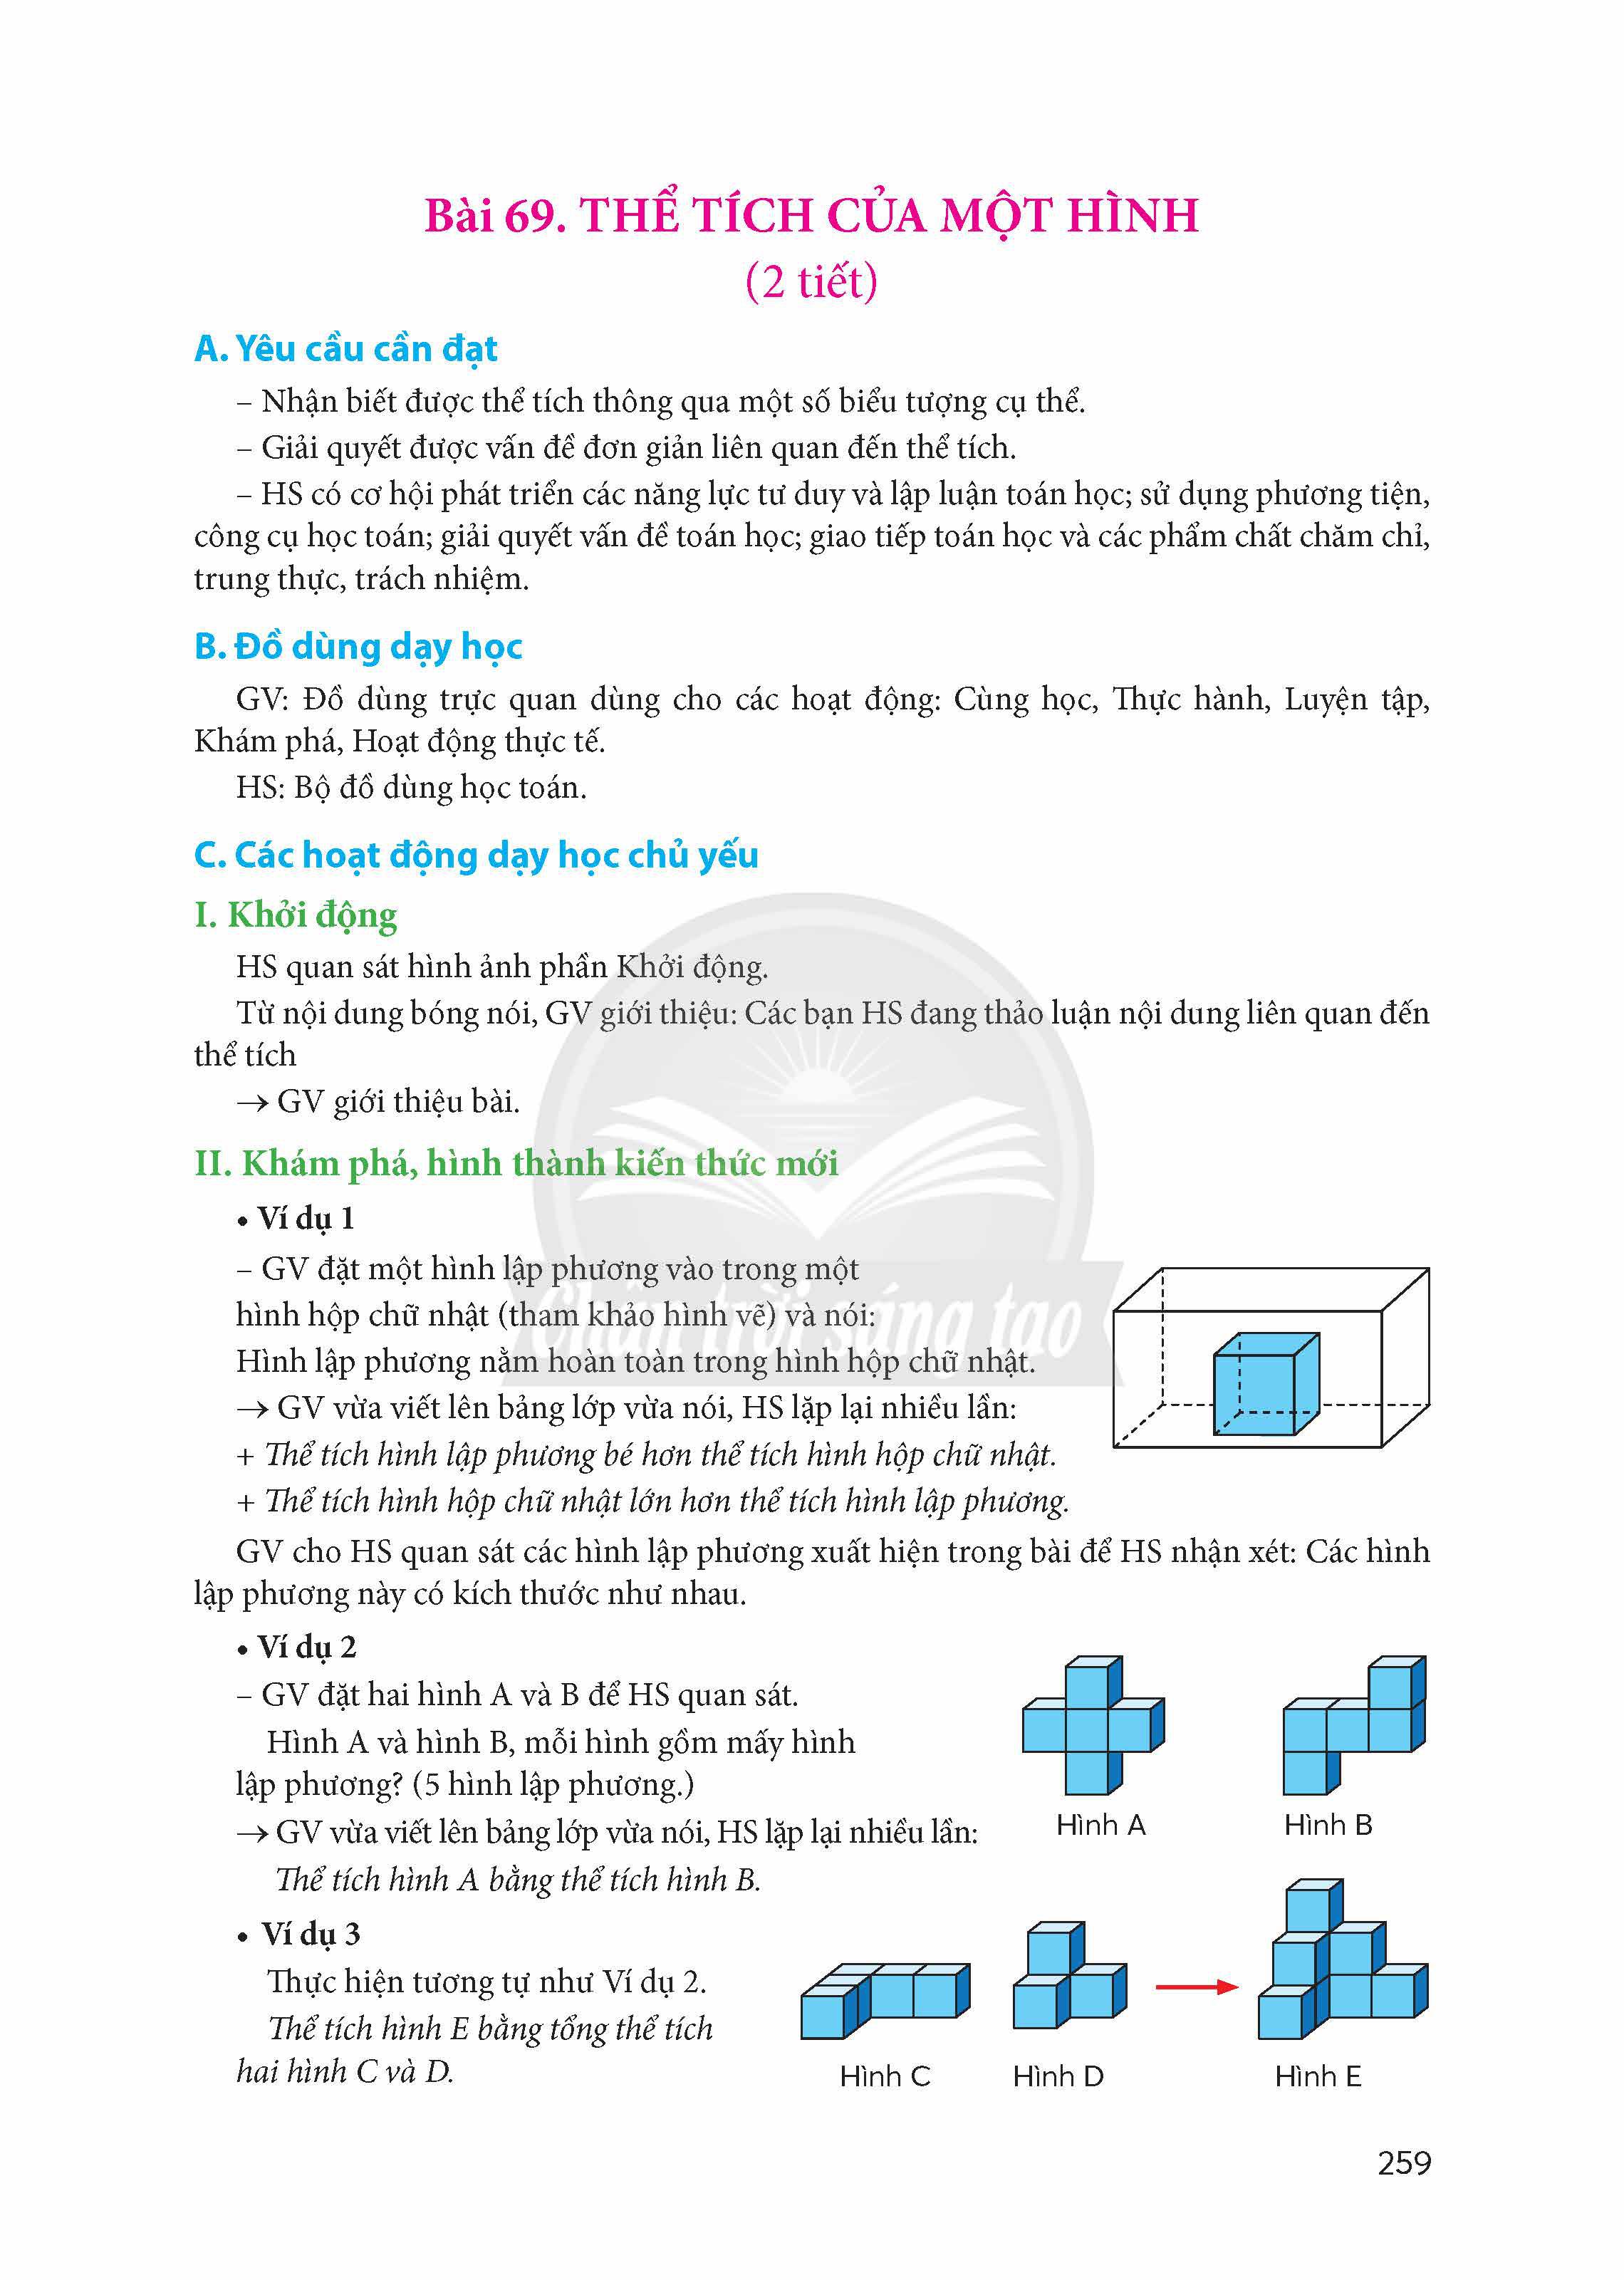 Bài 69. THỂ TÍCH CỦA MỘT HÌNH
(2 tiết)
A. Yêu cầu cần đạt
– Nhận biết được thể tích thông qua một số biểu tượng cụ thể.
– Giải quyết được vấn đề đơn giản liên quan đến thể tích.
– HS có cơ hội phát triển các năng lực tư duy và lập luận toán học; sử dụng phương tiện,
công cụ học toán; giải quyết vấn đề toán học; giao tiếp toán học và các phẩm chất chăm chỉ,
trung thực, trách nhiệm.
B. Đồ dùng dạy học
GV: Đồ dùng trực quan dùng cho các hoạt động: Cùng học, Thực hành, Luyện tập,
Khám phá, Hoạt động thực tế.
HS: Bộ đồ dùng học toán.
C. Các hoạt động dạy học chủ yếu
I. Khởi động
HS quan sát hình ảnh phần Khởi động.
Từ nội dung bóng nói, GV giới thiệu: Các bạn HS đang thảo luận nội dung liên quan đến
thể tích
→ GV giới thiệu bài.
II. Khám phá, hình thành kiến thức mới
• Ví dụ 1
– GV đặt một hình lập phương vào trong một
hình hộp chữ nhật (tham khảo hình vẽ) và nói:
Hình lập phương nằm hoàn toàn trong hình hộp chữ nhật.
→ GV vừa viết lên bảng lớp vừa nói, HS lặp lại nhiều lần:
+ Thể tích hình lập phương bé hơn thể tích hình hộp chữ nhật.
+ Thể tích hình hộp chữ nhật lớn hơn thể tích hình lập phương.
GV cho HS quan sát các hình lập phương xuất hiện trong bài để HS nhận xét: Các hình
lập phương này có kích thước như nhau.
• Ví dụ 2
– GV đặt hai hình A và B để HS quan sát.
Hình A và hình B, mỗi hình gồm mấy hình
lập phương? (5 hình lập phương.)
→ GV vừa viết lên bảng lớp vừa nói, HS lặp lại nhiều lần:
Thể tích hình A bằng thể tích hình B.
Hình A
Hình B
• Ví dụ 3
Thực hiện tương tự như Ví dụ 2.
Thể tích hình E bằng tổng thể tích
hai hình C và D.
Hình C
Hình D
Hình E
Chân trời sáng tạo
259